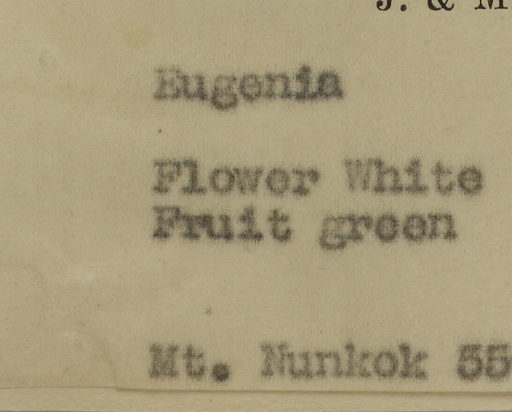 J. & M
Eugenia
Flower White
Fruit green
Mt. Nunkok 55